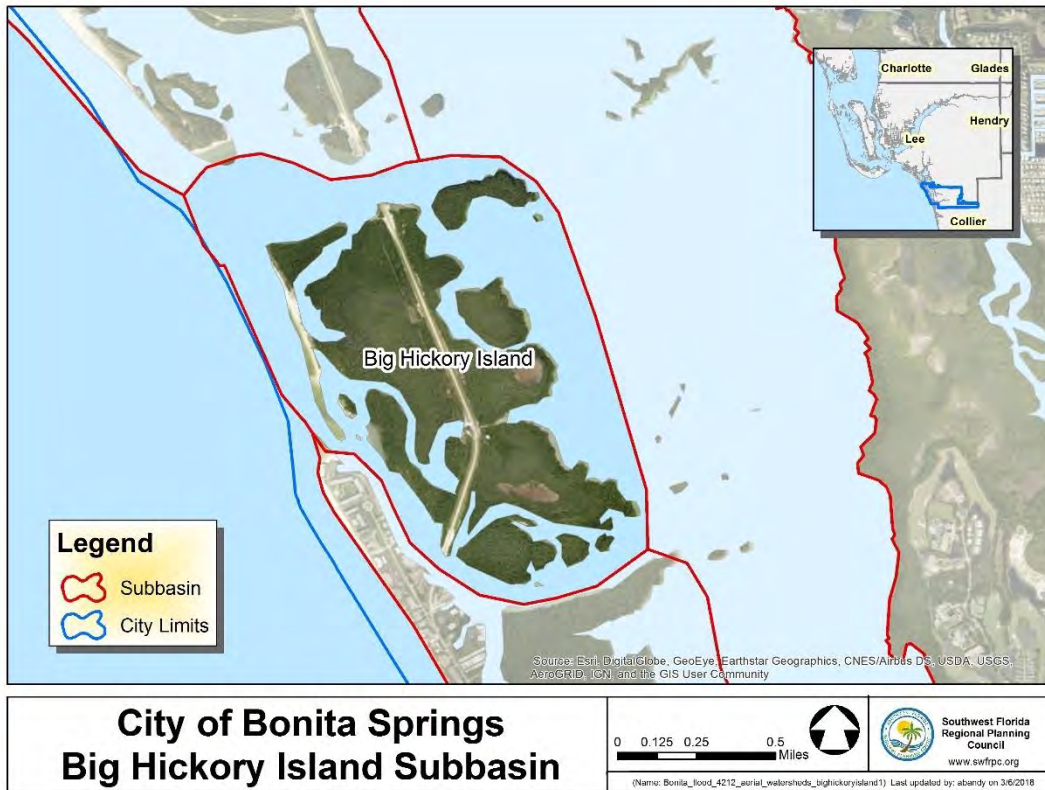 Charlotte
Glades
Hendry
Lee
Collier
Big Hickory Island
Legend
Subbasin
City Limits
Source: Esri, DigitalGlobe, GeoEye, Earthstar Geographics, CNES/Airbus DS, USDA, USGS,
AeroGRID, IGN, and the GIS User Community
City of Bonita Springs
Big Hickory Island Subbasin
0 0.125 0.25 0.5
Miles
Southwest Florida
Regional Planning
Council
www.swfrpc.org
(Name: Bonita_flood_4212_aerial_watersheds_bighickoryisland1) Last updated by: abandy on 3/6/2018